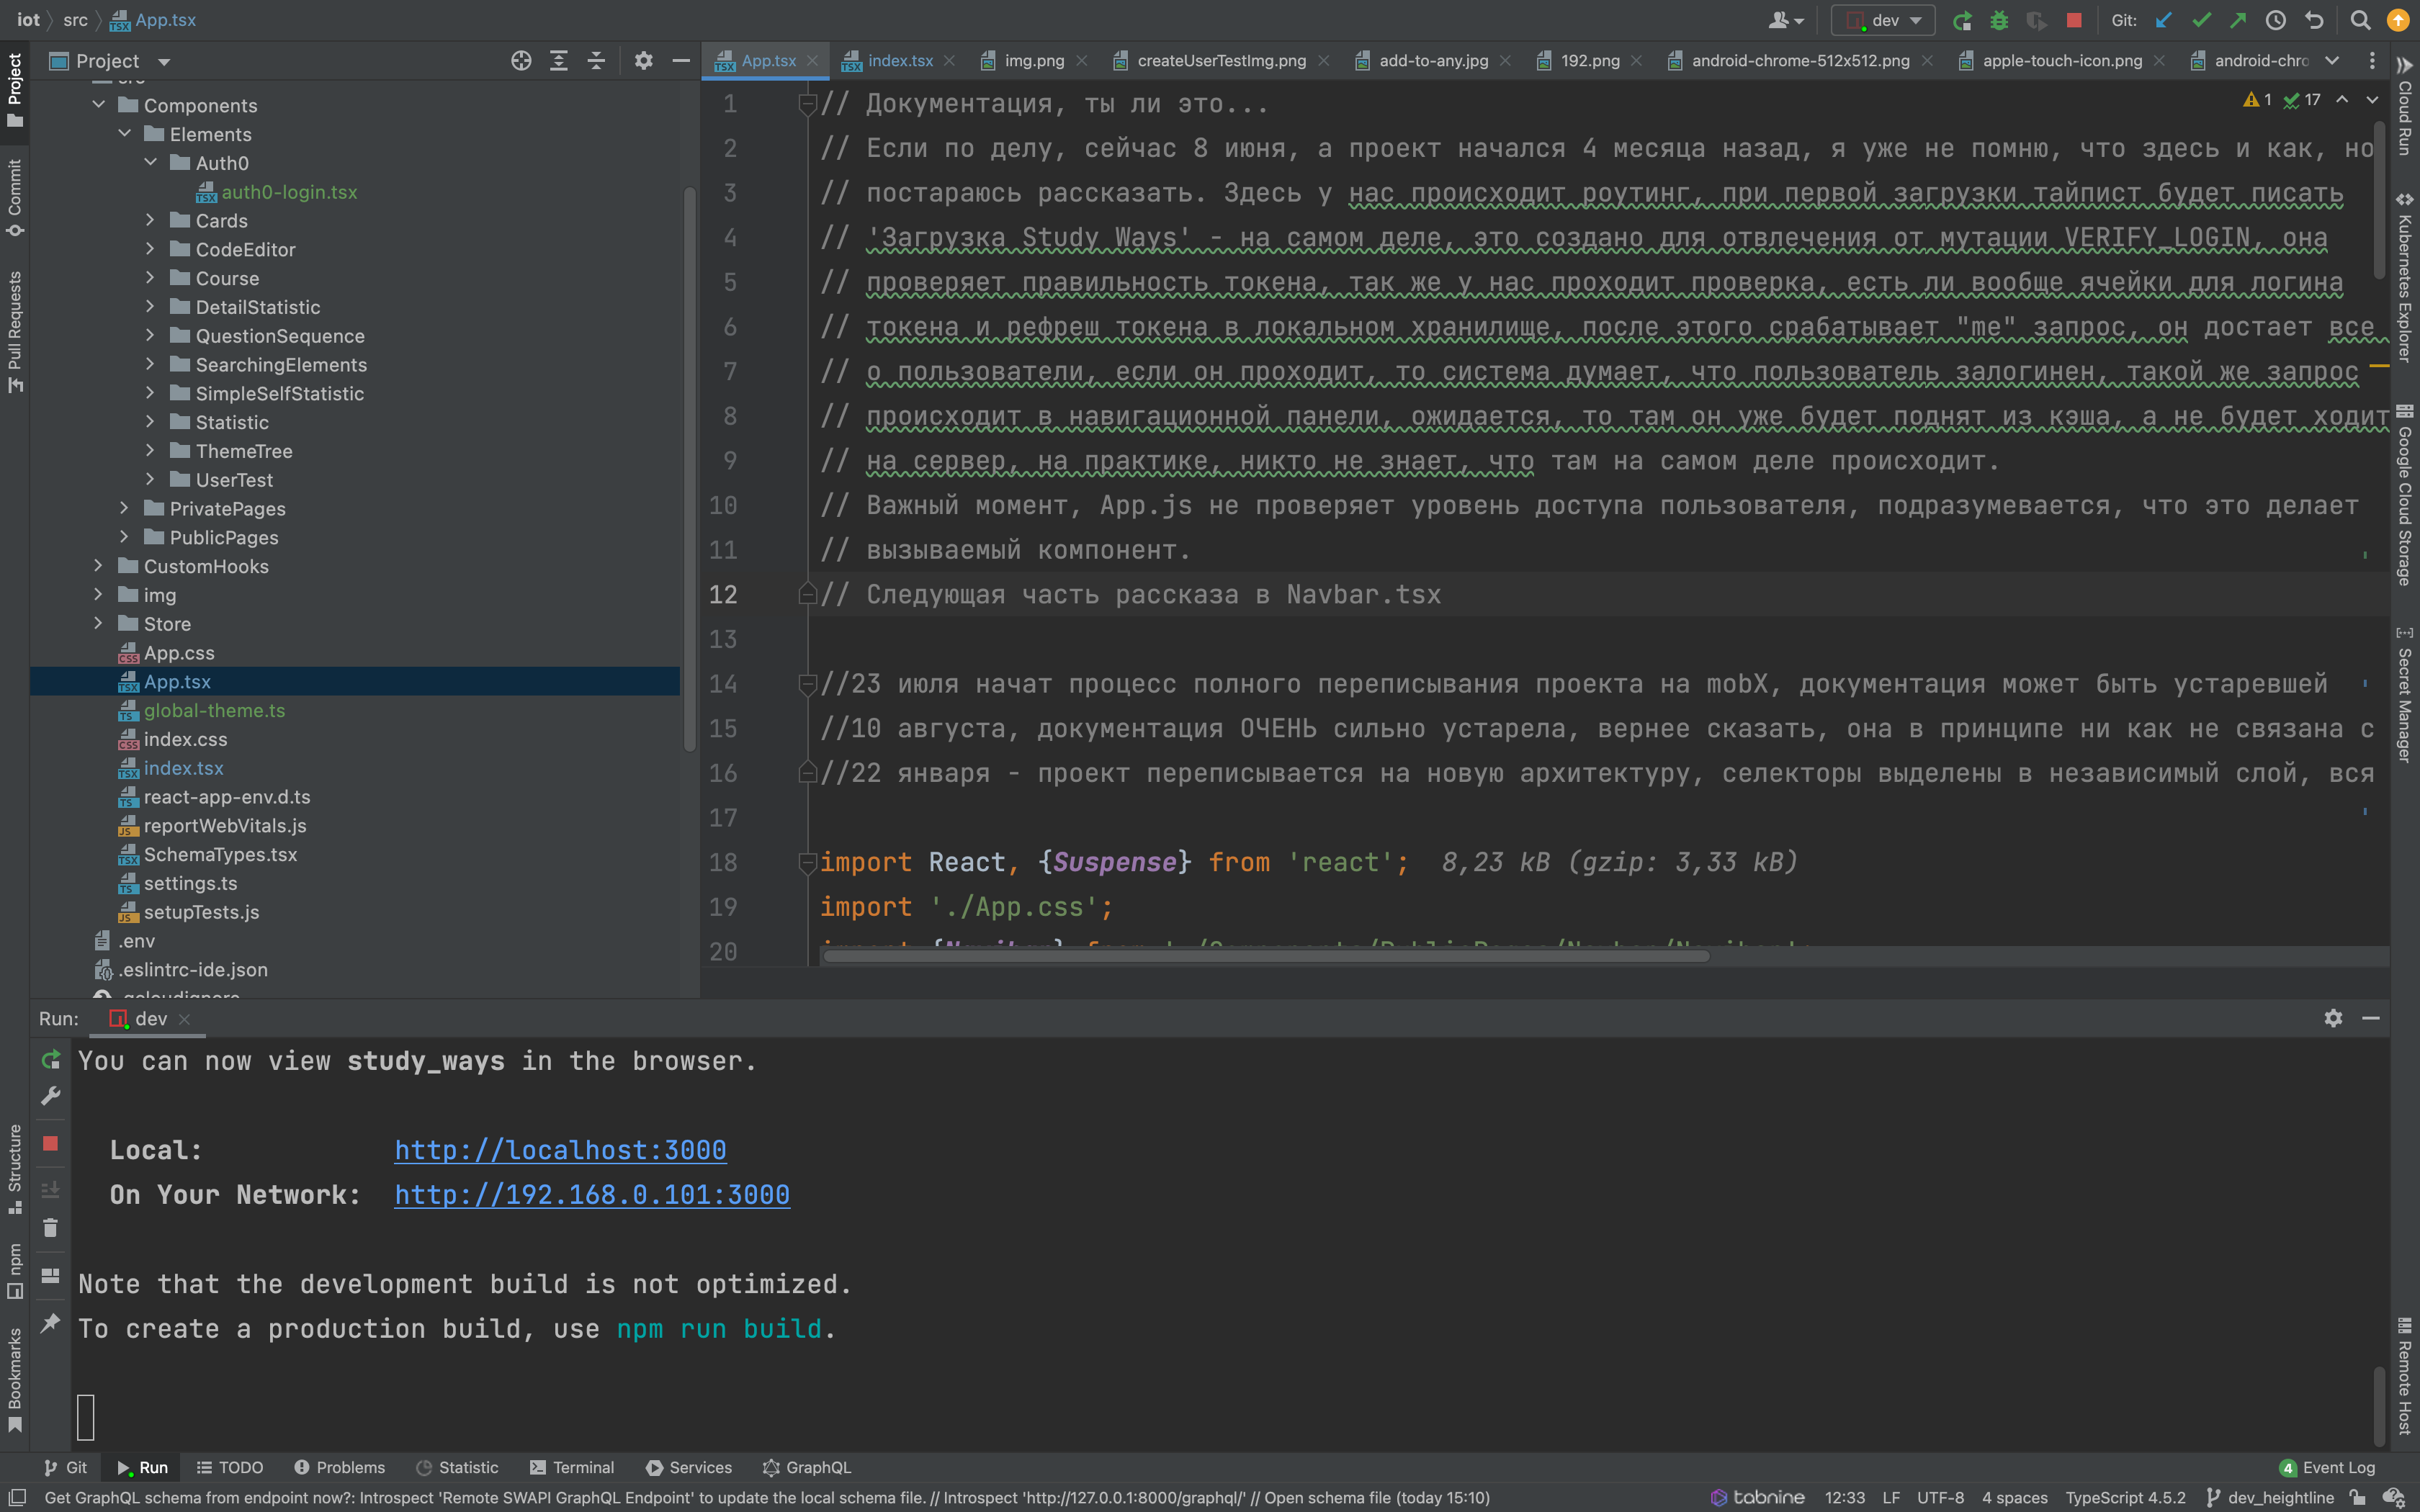 iot src App.tsx dev Git:
Project
App.tsx index.tsx img.png createUserTestImg.png add-to-any.jpg 192.png android-chrome-512x512.png apple-touch-icon.png android-chro
Components
Elements
Auth0
auth0-login.tsx
Cards
CodeEditor
Course
DetailStatistic
QuestionSequence
SearchingElements
SimpleSelfStatistic
Statistic
ThemeTree
UserTest
PrivatePages
PublicPages
CustomHooks
img
Store
App.css
App.tsx
global-theme.ts
index.css
index.tsx
react-app-env.d.ts
reportWebVitals.js
SchemaTypes.tsx
settings.ts
setupTests.js
.env
.eslintrc-ide.json
1 // Документация, ты ли это...
1 17
2 // Если по делу, сейчас 8 июня, а проект начался 4 месяца назад, я уже не помню, что здесь и как, но
3 // постараюсь рассказать. Здесь у нас происходит роутинг, при первой загрузки тайпист будет писать
4 // 'Загрузка Study Ways' - на самом деле, это создано для отвлечения от мутации VERIFY_LOGIN, она
5 // проверяет правильность токена, так же у нас проходит проверка, есть ли вообще ячейки для логина
6 // токена и рефреш токена в локальном хранилище, после этого срабатывает "me" запрос, он достает все
7 // о пользователи, если он проходит, то система думает, что пользователь залогинен, такой же запрос
8 // происходит в навигационной панели, ожидается, то там он уже будет поднят из кэша, а не будет ходит
9 // на сервер, на практике, никто не знает, что там на самом деле происходит.
10 // Важный момент, App.js не проверяет уровень доступа пользователя, подразумевается, что это делает
11 // вызываемый компонент.
12 // Следующая часть рассказа в Navbar.tsx
13
14 //23 июля начат процесс полного переписывания проекта на mobX, документация может быть устаревшей
15 //10 августа, документация ОЧЕНЬ сильно устарела, вернее сказать, она в принципе ни как не связана с
16 //22 января - проект переписывается на новую архитектуру, селекторы выделены в независимый слой, вся
17
18 import React, {Suspense} from 'react'; 8,23 kB (gzip: 3,33 kB)
19 import './App.css';
20
Run: dev
You can now view study_ways in the browser.
Local: http://localhost:3000
On Your Network: http://192.168.0.101:3000
Note that the development build is not optimized.
To create a production build, use npm run build.
Git Run TODO Problems Statistic Terminal Services GraphQL 4 Event Log
Get GraphQL schema from endpoint now?: Introspect 'Remote SWAPI GraphQL Endpoint' to update the local schema file. // Introspect 'http://127.0.0.1:8000/graphql/' // Open schema file (today 15:10) tabnine 12:33 LF UTF-8 4 spaces TypeScript 4.5.2 dev_heightline
Project
Commit
Pull Requests
Structure
npm
Bookmarks
Cloud Run
Kubernetes Explorer
Google Cloud Storage
Secret Manager
Remote Host